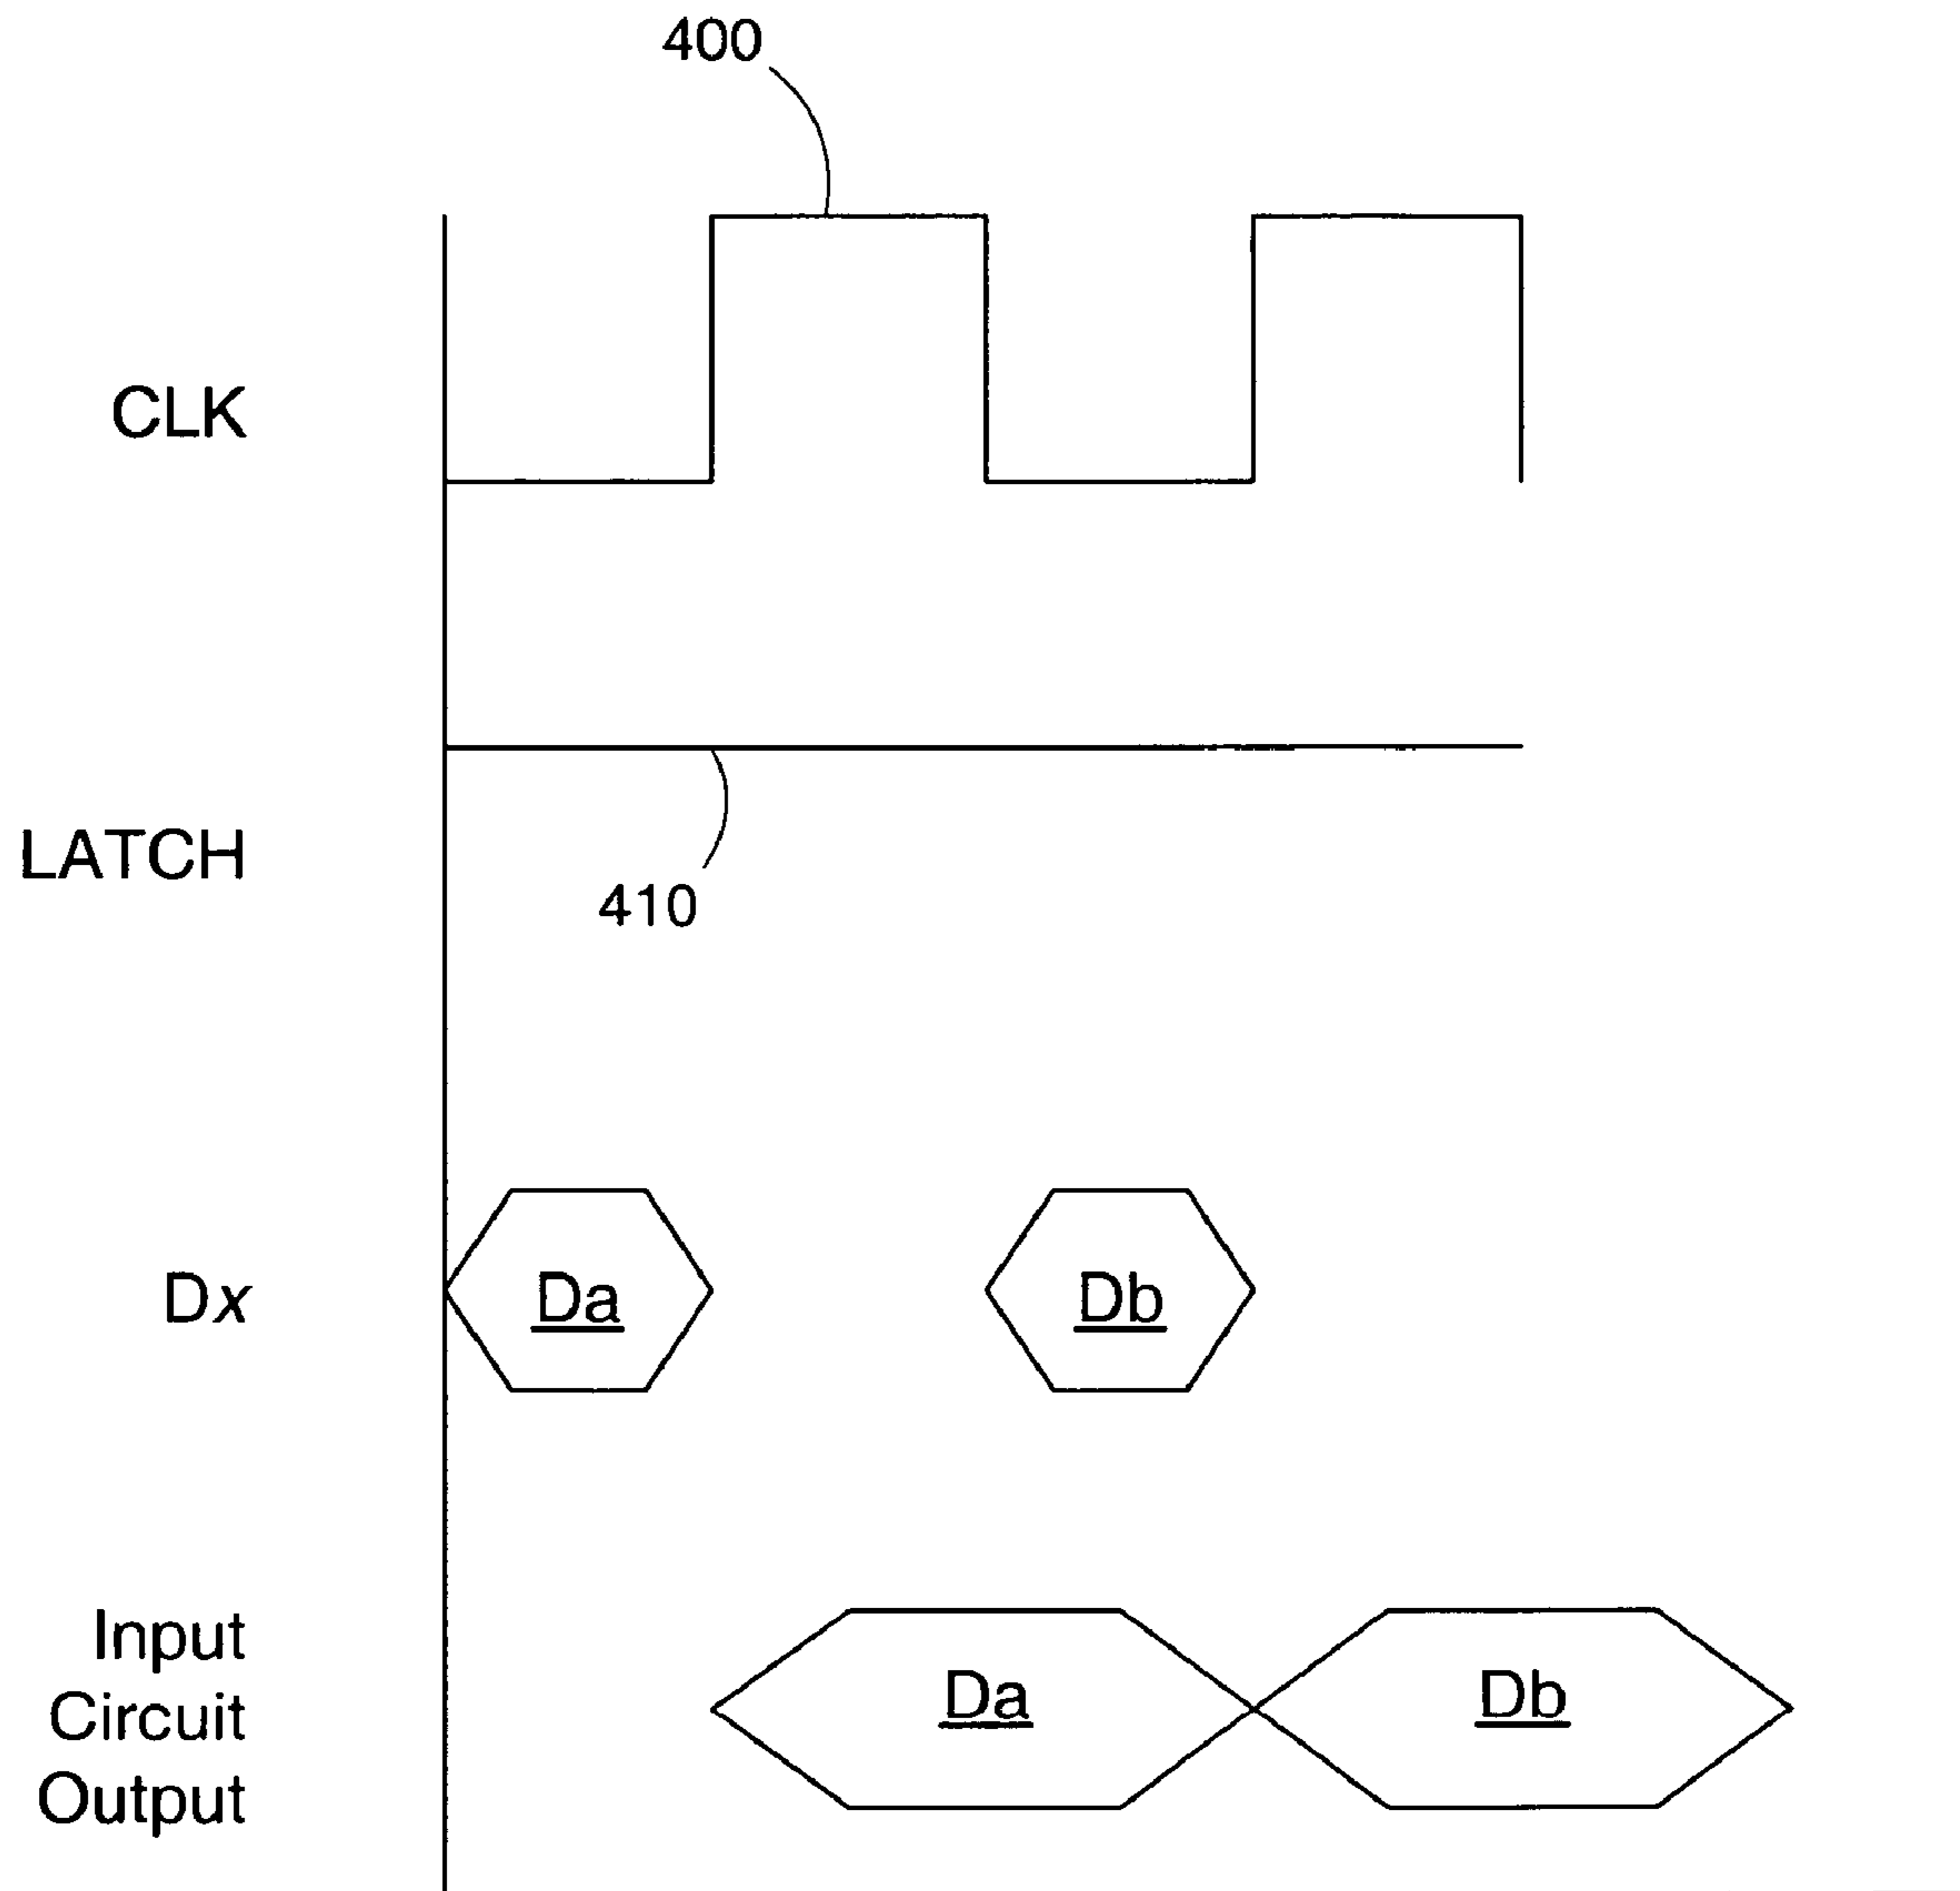 400
CLK
LATCH
410
Dx
Da
Db
Input
Circuit
Output
Da
Db